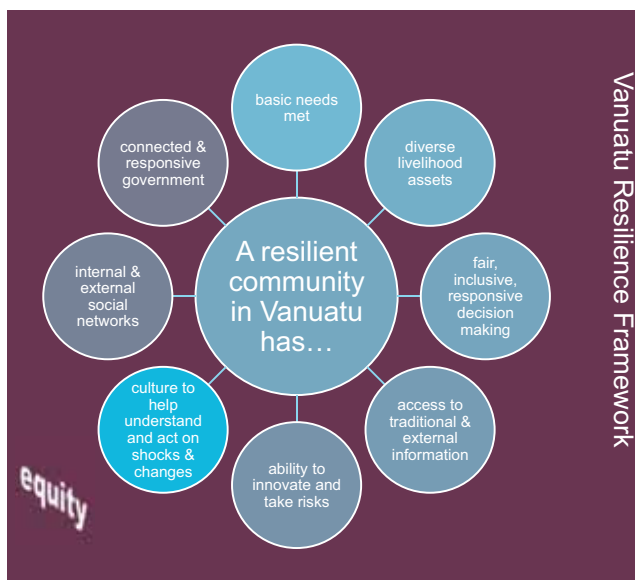 Vanuatu Resilience Framework
A resilient
community
in Vanuatu
has…
basic needs
met
diverse
livelihood
assets
fair,
inclusive,
responsive
decision
making
access to
traditional &
external
information
ability to
innovate and
take risks
culture to
help
understand
and act on
shocks &
changes
internal &
external
social
networks
connected &
responsive
government
equity